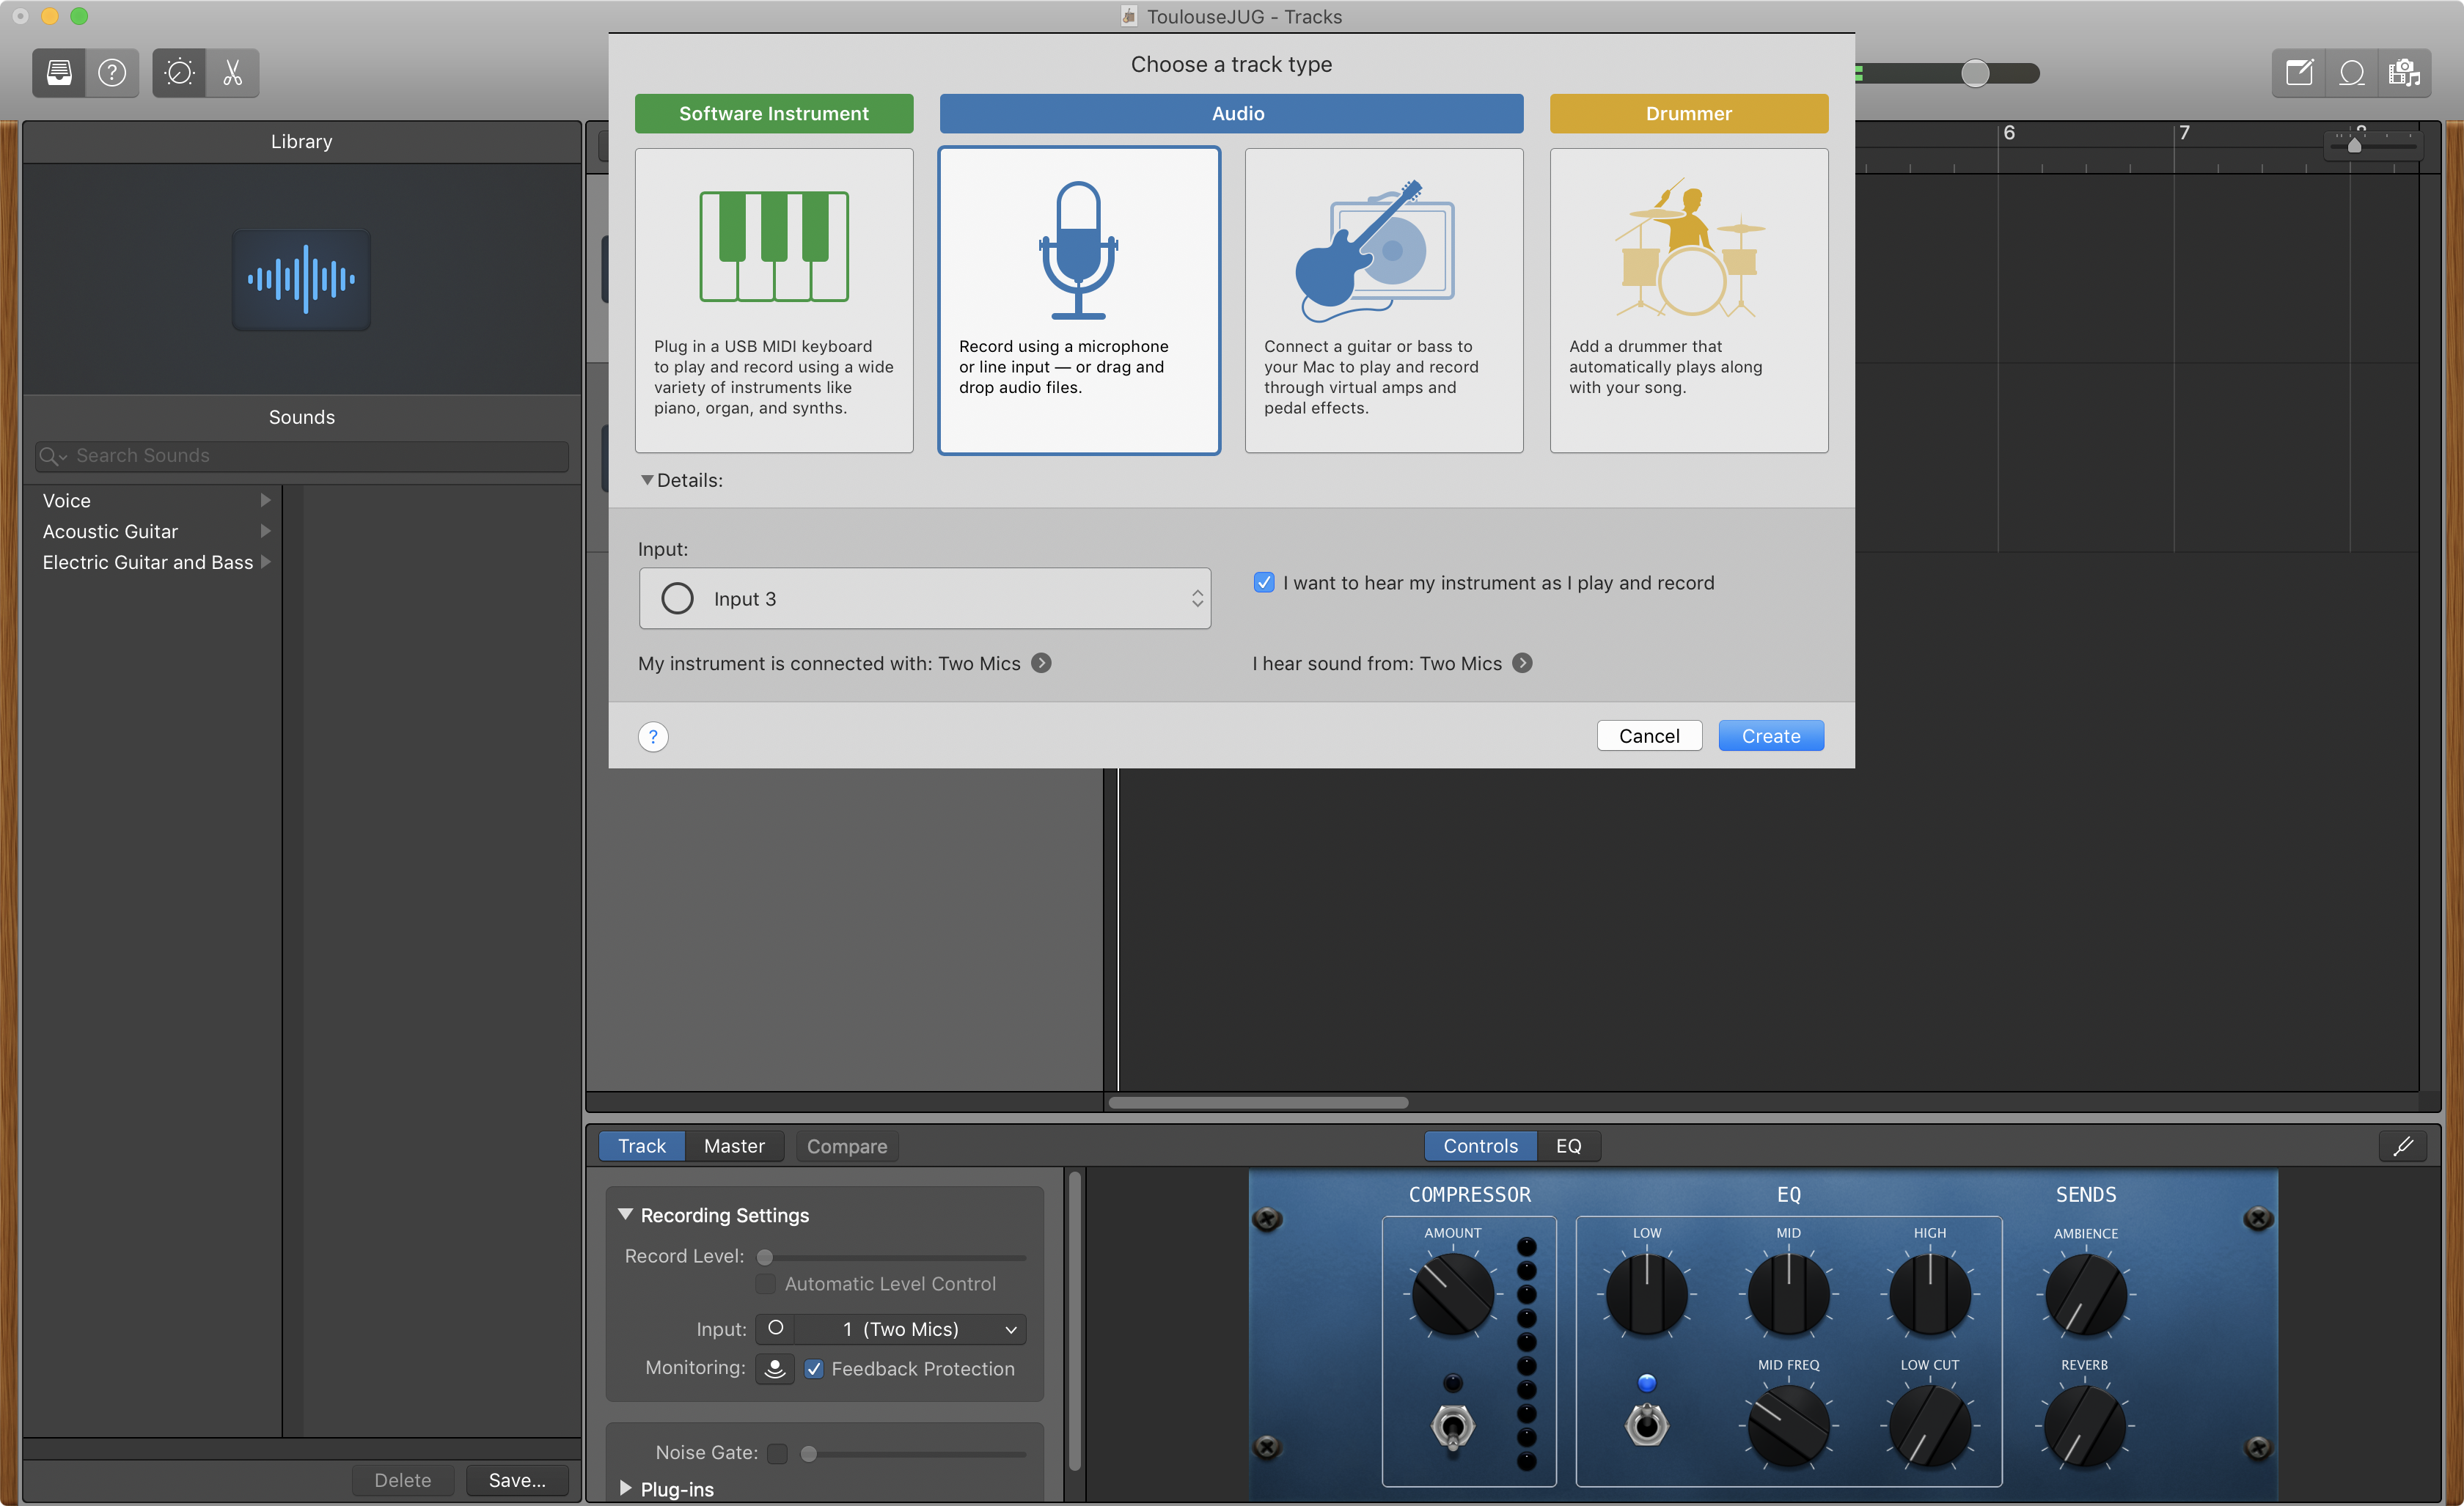 ToulouseJUG - Tracks
Choose a track type
Software Instrument
Audio
Drummer
Plug in a USB MIDI keyboard
to play and record using a wide
variety of instruments like
piano, organ, and synths.
Record using a microphone
or line input — or drag and
drop audio files.
Connect a guitar or bass to
your Mac to play and record
through virtual amps and
pedal effects.
Add a drummer that
automatically plays along
with your song.
Details:
Input:
Input 3
I want to hear my instrument as I play and record
My instrument is connected with: Two Mics
I hear sound from: Two Mics
?
Cancel
Create
6
7
Library
Sounds
Search Sounds
Voice
Acoustic Guitar
Electric Guitar and Bass
Delete
Save...
Track
Master
Compare
Controls
EQ
Recording Settings
Record Level:
Automatic Level Control
Input:
1 (Two Mics)
Monitoring:
Feedback Protection
Noise Gate:
Plug-ins
COMPRESSOR
EQ
SENDS
AMOUNT
LOW
MID
HIGH
AMBIENCE
MID FREQ
LOW CUT
REVERB